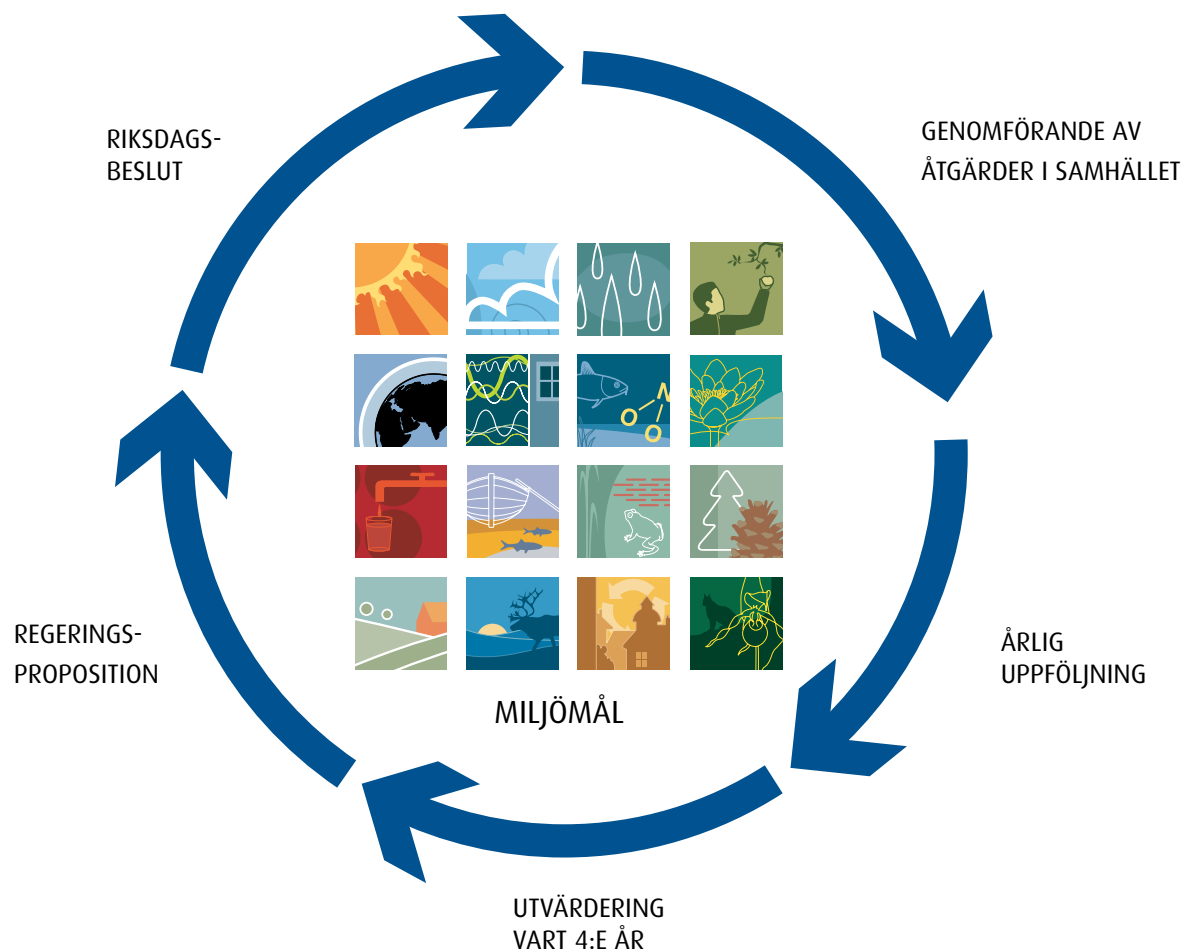 RIKSDAGS-
BESLUT
GENOMFÖRANDE AV
ÅTGÄRDER I SAMHÄLLET
N
O
O
REGERINGS-
PROPOSITION
ÅRLIG
UPPFÖLJNING
MILJÖMÅL
UTVÄRDERING
VART 4:E ÅR